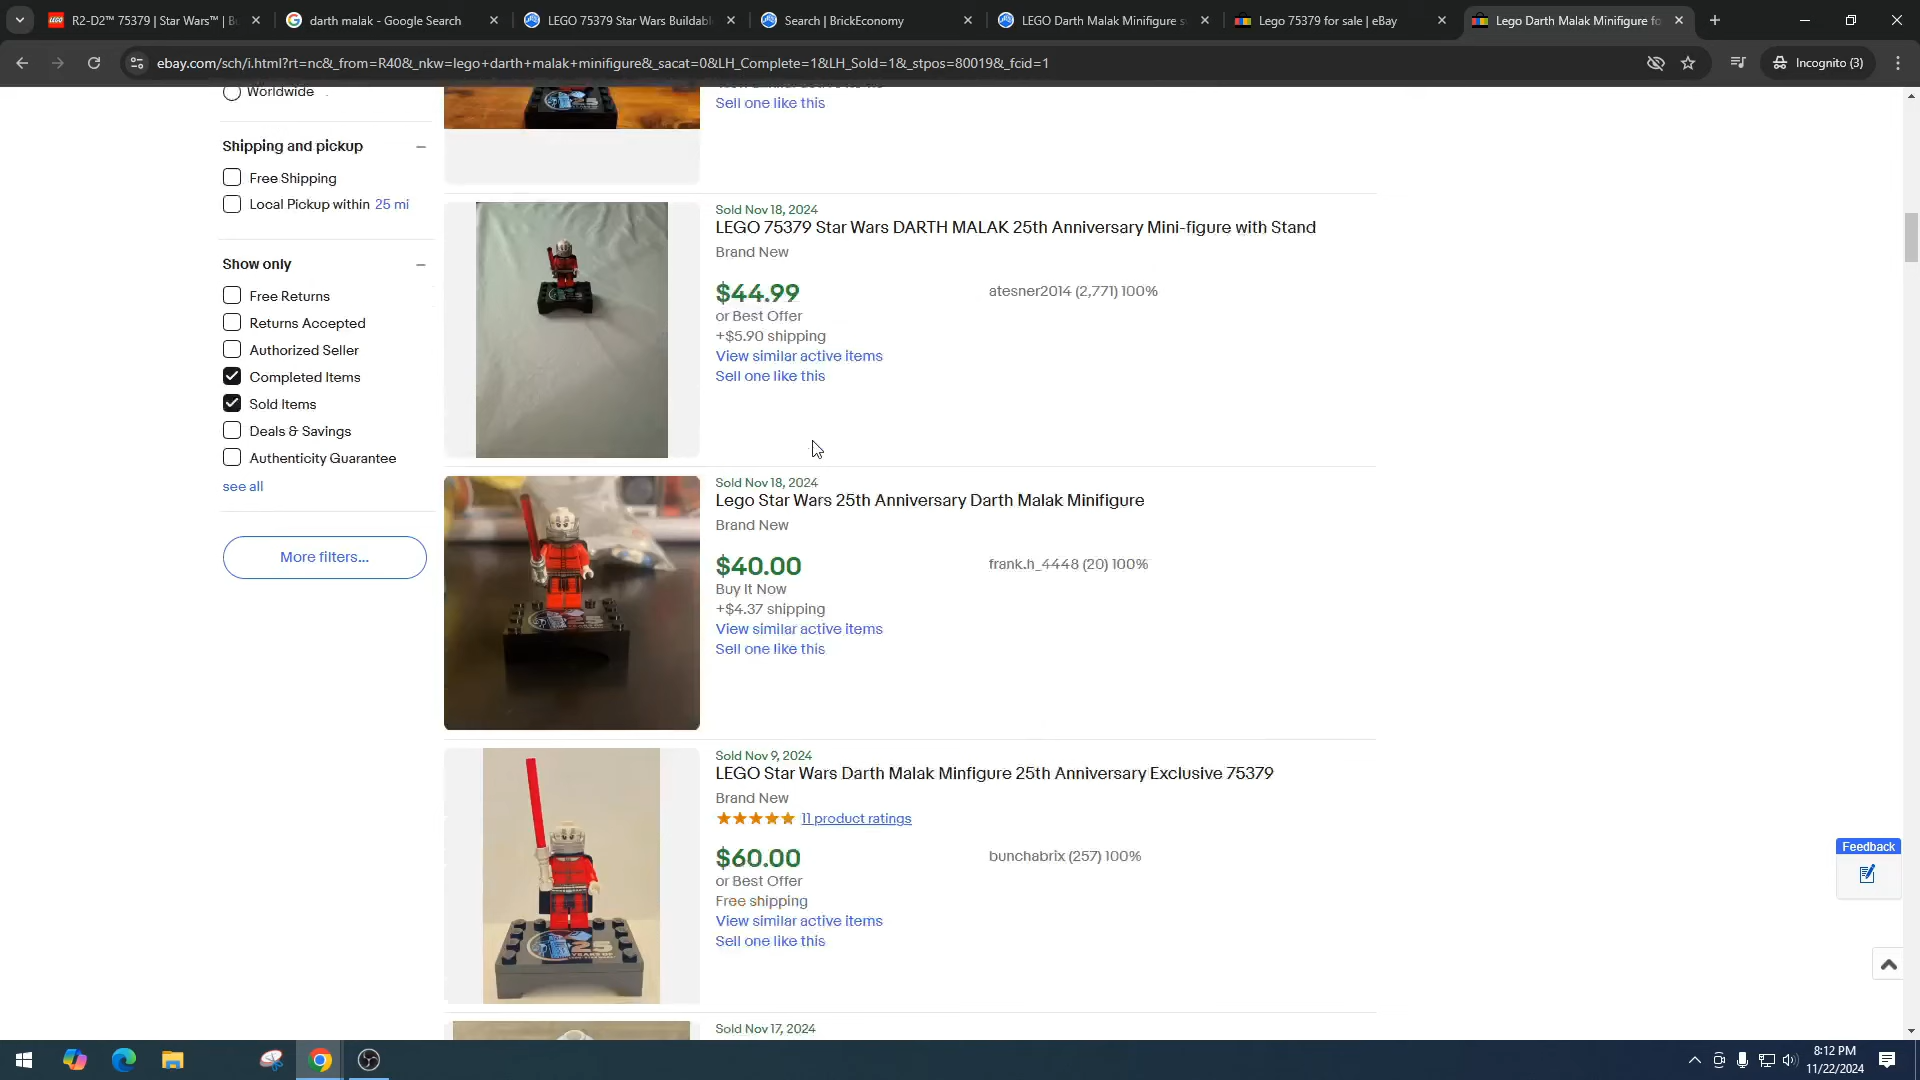 R2-D2™ 75379 | Star Wars™ | Bu
darth malak - Google Search
LEGO 75379 Star Wars Buildabl
Search | BrickEconomy
LEGO Darth Malak Minifigure s
Lego 75379 for sale | eBay
Lego Darth Malak Minifigure fo
ebay.com/sch/i.html?rt=nc&_from=R40&_nkw=lego+darth+malak+minifigure&_sacat=0&LH_Complete=1&LH_Sold=1&_stpos=80019&_fcid=1
Incognito (3)
Worldwide
Sell one like this
Shipping and pickup
Free Shipping
Local Pickup within 25 mi
Show only
Free Returns
Returns Accepted
Authorized Seller
Completed Items
Sold Items
Deals & Savings
Authenticity Guarantee
see all
More filters...
Sold Nov 18, 2024
LEGO 75379 Star Wars DARTH MALAK 25th Anniversary Mini-figure with Stand
Brand New
$44.99
atesner2014 (2,771) 100%
or Best Offer
+$5.90 shipping
View similar active items
Sell one like this
Sold Nov 18, 2024
Lego Star Wars 25th Anniversary Darth Malak Minifigure
Brand New
$40.00
frank.h_4448 (20) 100%
Buy It Now
+$4.37 shipping
View similar active items
Sell one like this
25
Sold Nov 9, 2024
LEGO Star Wars Darth Malak Minfigure 25th Anniversary Exclusive 75379
Brand New
11 product ratings
$60.00
bunchabrix (257) 100%
or Best Offer
Free shipping
View similar active items
Sell one like this
25
YEARS OF
Sold Nov 17, 2024
Feedback
8:12 PM
11/22/2024